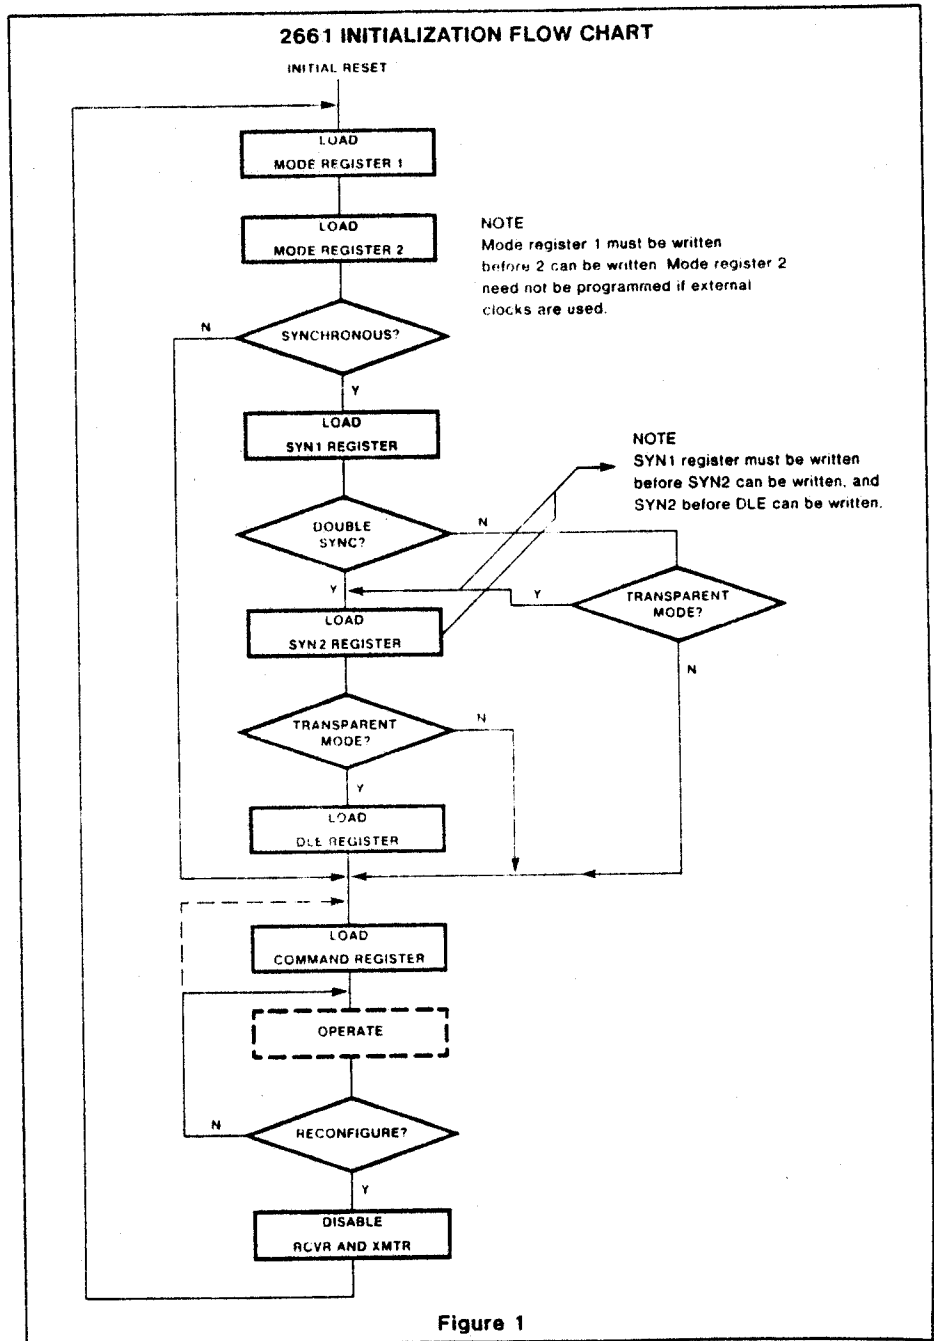 2661 INITIALIZATION FLOW CHART
INITIAL RESET
LOAD
MODE REGISTER 1
LOAD
MODE REGISTER 2
NOTE
Mode register 1 must be written
before 2 can be written Mode register 2
need not be programmed if external
clocks are used.
N
SYNCHRONOUS?
Y
LOAD
SYN1 REGISTER
NOTE
SYN1 register must be written
before SYN2 can be written, and
SYN2 before DLE can be written.
DOUBLE
SYNC?
N
Y
Y
TRANSPARENT
MODE?
LOAD
SYN2 REGISTER
N
TRANSPARENT
MODE?
N
Y
LOAD
DLE REGISTER
LOAD
COMMAND REGISTER
OPERATE
N
RECONFIGURE?
Y
DISABLE
RCVR AND XMTR
Figure 1